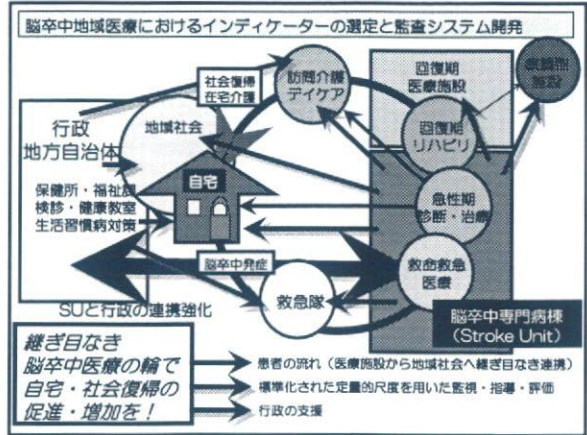 脳卒中地域医療におけるインディケーターの選定と監査システム開発
社会復帰
在宅介護
訪問介護
デイケア
回復期
医療施設
施設
行政
地方自治体
地域社会
回復期
リハビリ
自宅
保健所・福祉課
検診・健康教室
生活習慣病対策
急性期
診断・治療
脳卒中発症
救命救急
医療
SUと行政の連携強化
救急隊
脳卒中専門病棟
(Stroke Unit)
継ぎ目なき
脳卒中医療の輪で
自宅・社会復帰の
促進・増加を！
患者の流れ（医療施設から地域社会へ継ぎ目なき連携）
標準化された定量的尺度を用いた監視・指導・評価
行政の支援